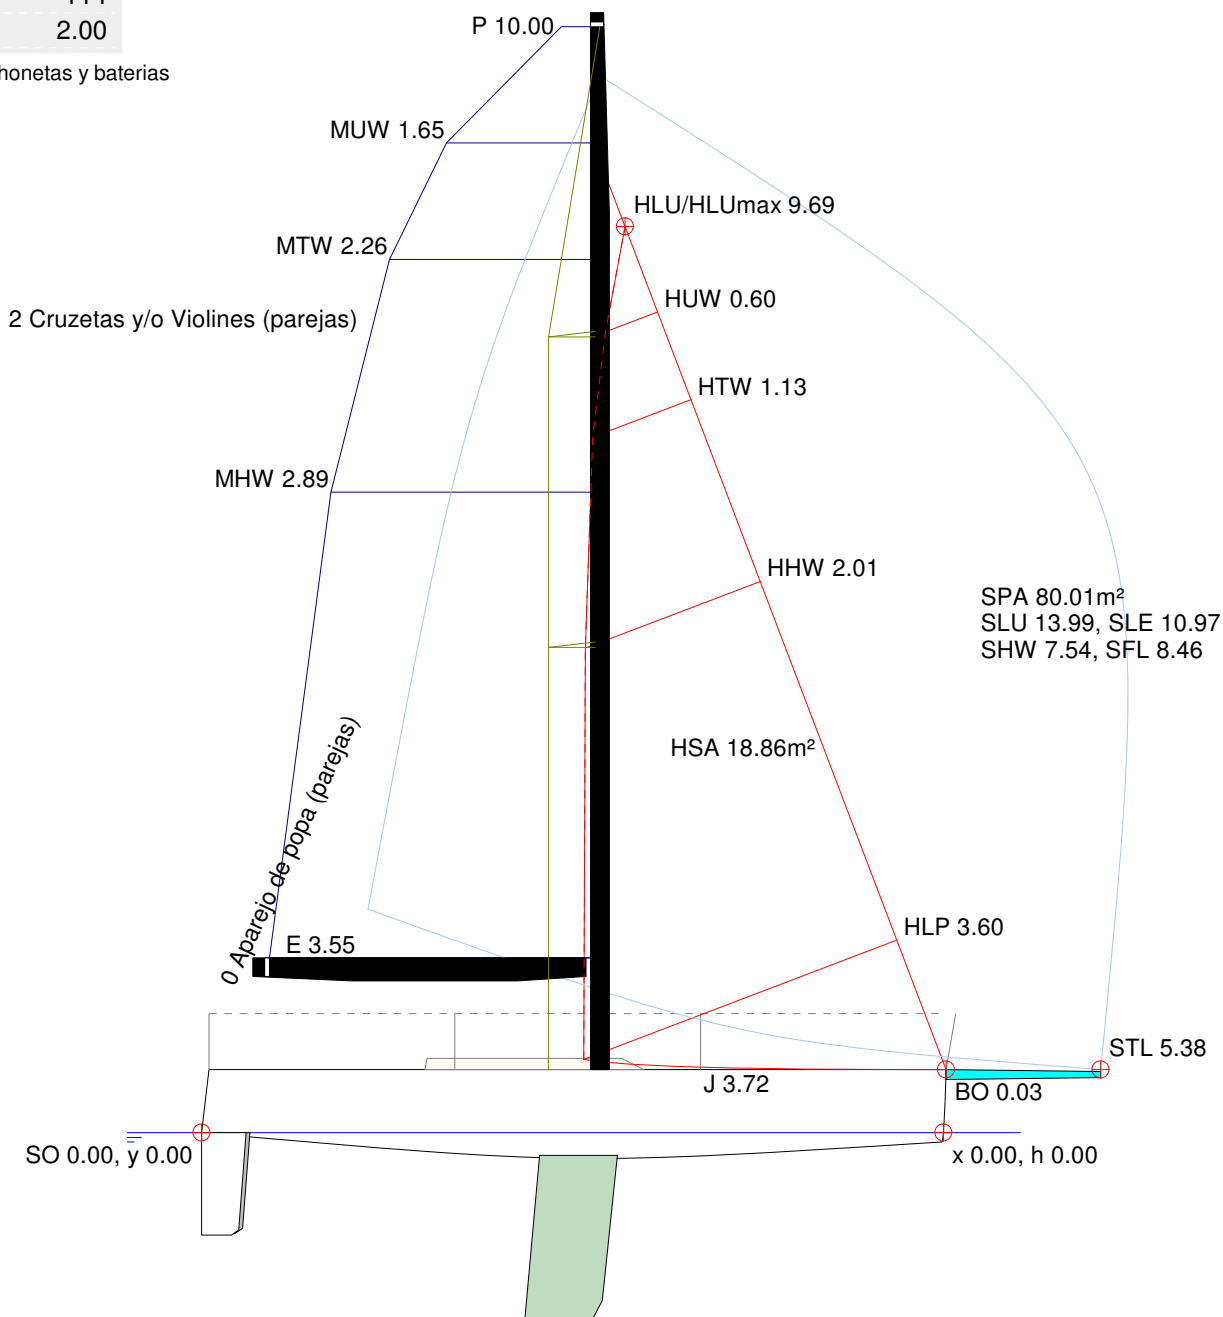 2.00
P 10.00
MUW 1.65
HLU/HLUmax 9.69
MTW 2.26
HUW 0.60
2 Cruzetas y/o Violines (parejas)
HTW 1.13
MHW 2.89
HHW 2.01
SPA 80.01m²
SLU 13.99, SLE 10.97
SHW 7.54, SFL 8.46
HSA 18.86m²
0 Aparejo de popa (parejas)
HLP 3.60
E 3.55
STL 5.38
J 3.72
BO 0.03
SO 0.00, y 0.00
x 0.00, h 0.00
y baterias